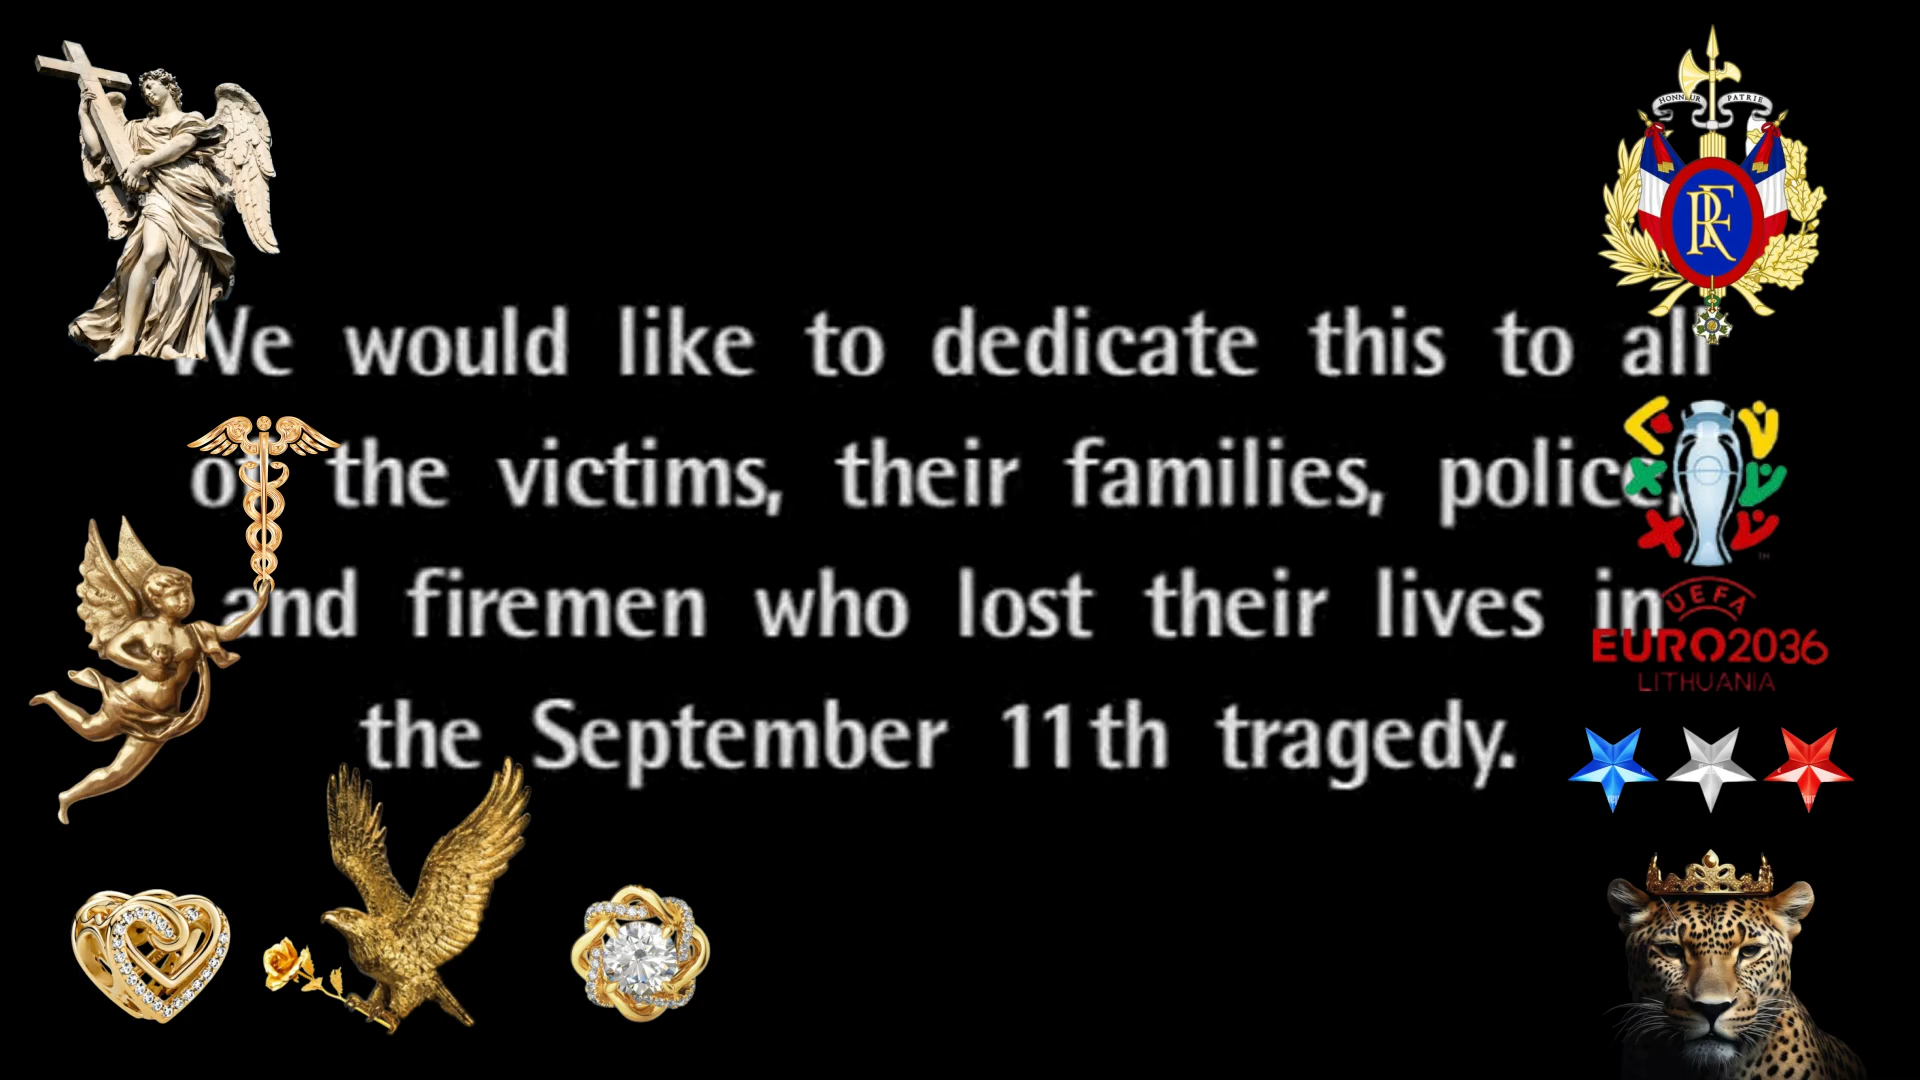 HONNEUR PATRIE
RF
We would like to dedicate this to all
of the victims, their families, police,
and firemen who lost their lives in
the September 11th tragedy.
TM
UEFA
EURO2036
LITHUANIA